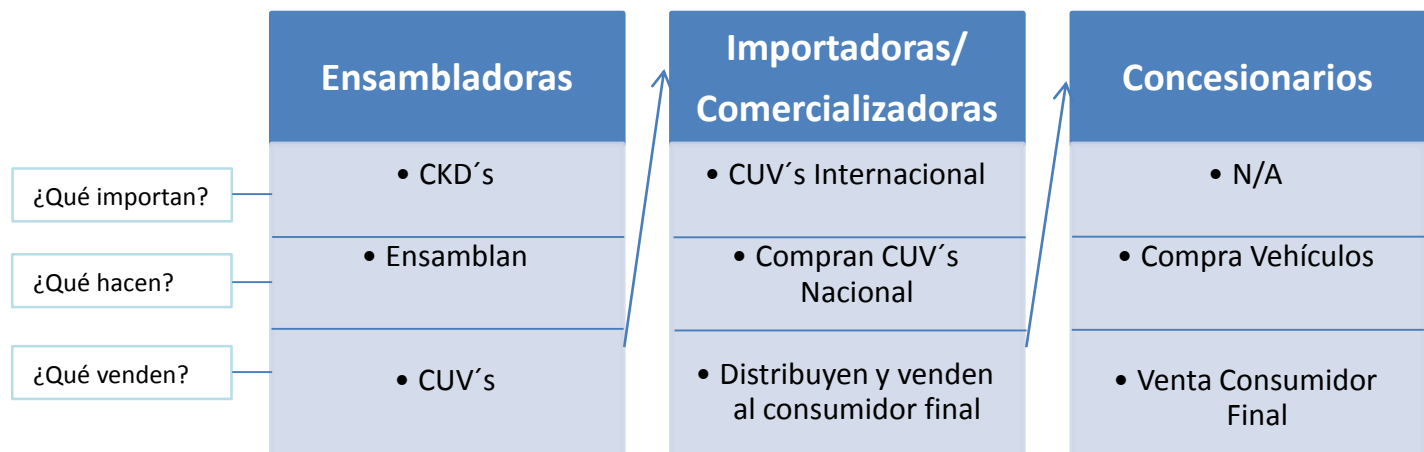 Ensambladoras
Importadoras/
Comercializadoras
Concesionarios
¿Qué importan?
• CKD´s
• CUV´s Internacional
• N/A
¿Qué hacen?
• Ensamblan
• Compran CUV´s
Nacional
• Compra Vehículos
¿Qué venden?
• CUV´s
• Distribuyen y venden
al consumidor final
• Venta Consumidor
Final